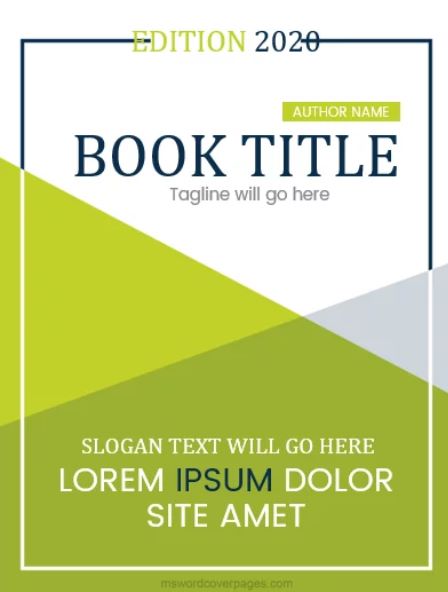 EDITION 2020
AUTHOR NAME
BOOK TITLE
Tagline will go here
SLOGAN TEXT WILL GO HERE
LOREM IPSUM DOLOR
SITE AMET
mswordcoverpages.com